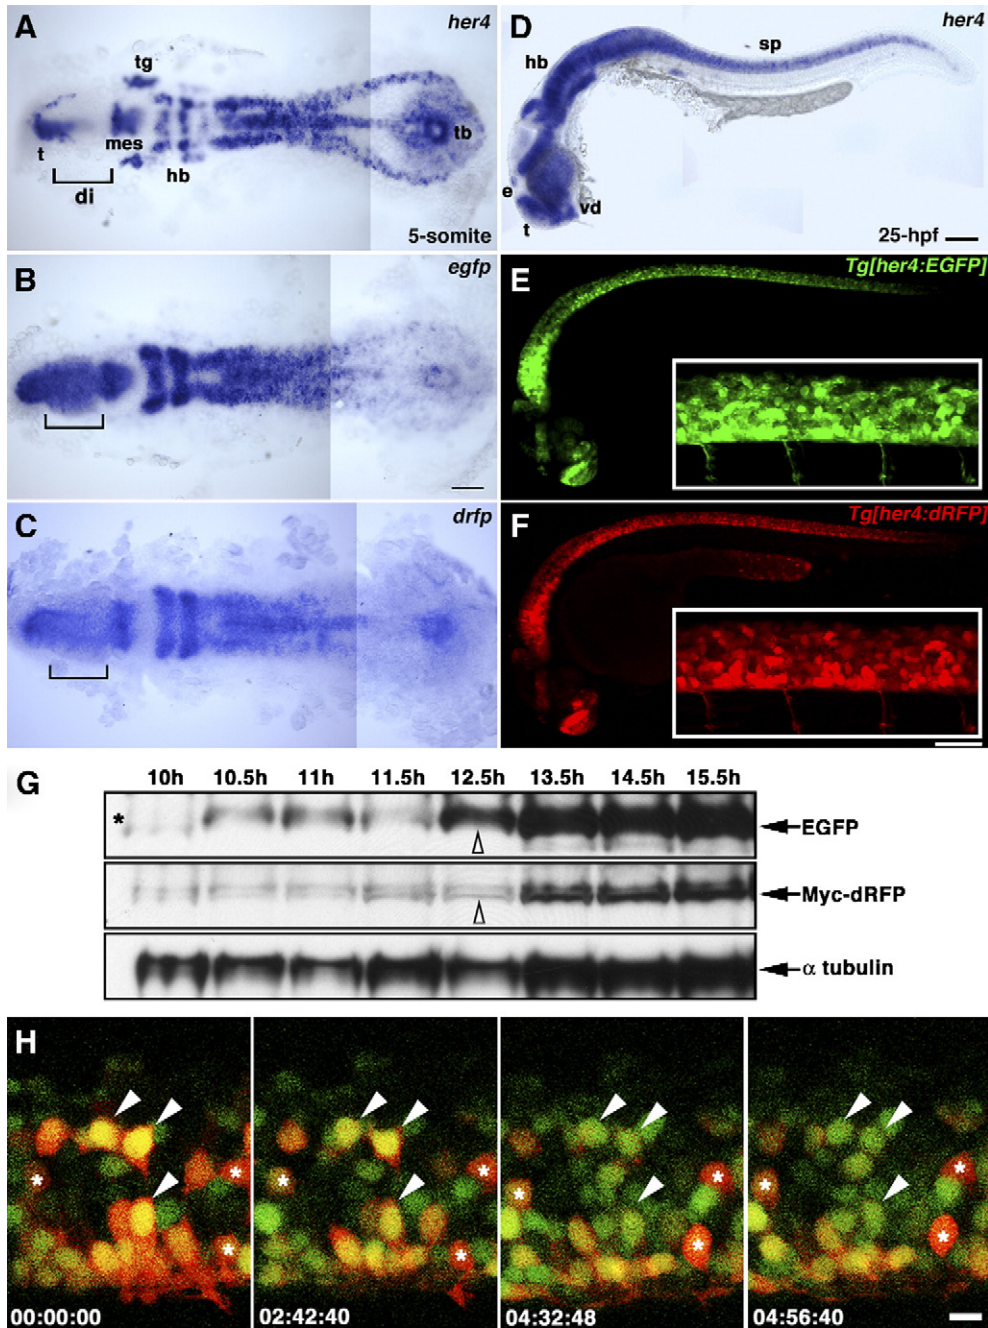 A
her4
tg
t
mes
hb
tb
di
5-somite
B
egfp
C
drfp
D
her4
hb
sp
e
vd
t
25-hpf
E
Tg[her4:EGFP]
F
Tg[her4:dRFP]
G
10h 10.5h 11h 11.5h 12.5h 13.5h 14.5h 15.5h
*
EGFP
Myc-dRFP
α tubulin
H
* * *
* *
* * *
* * *
00:00:00
02:42:40
04:32:48
04:56:40